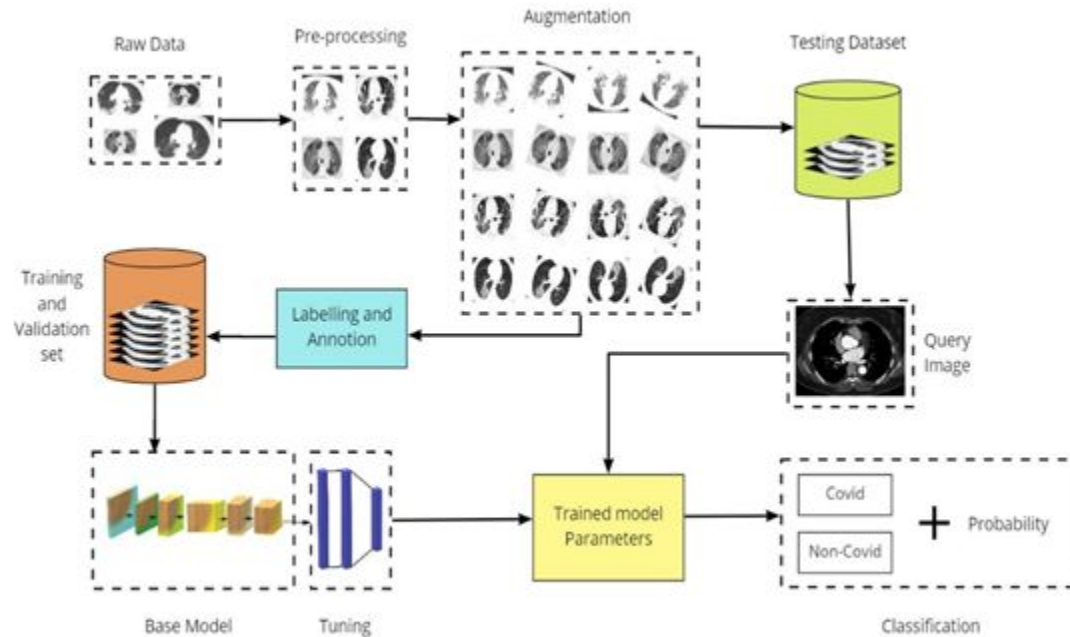 Raw Data
Pre-processing
Augmentation
Testing Dataset
Training
and
Validation
set
Labelling and
Annotion
Query
Image
Trained model
Parameters
Covid
Non-Covid
+
Probability
Base Model
Tuning
Classification